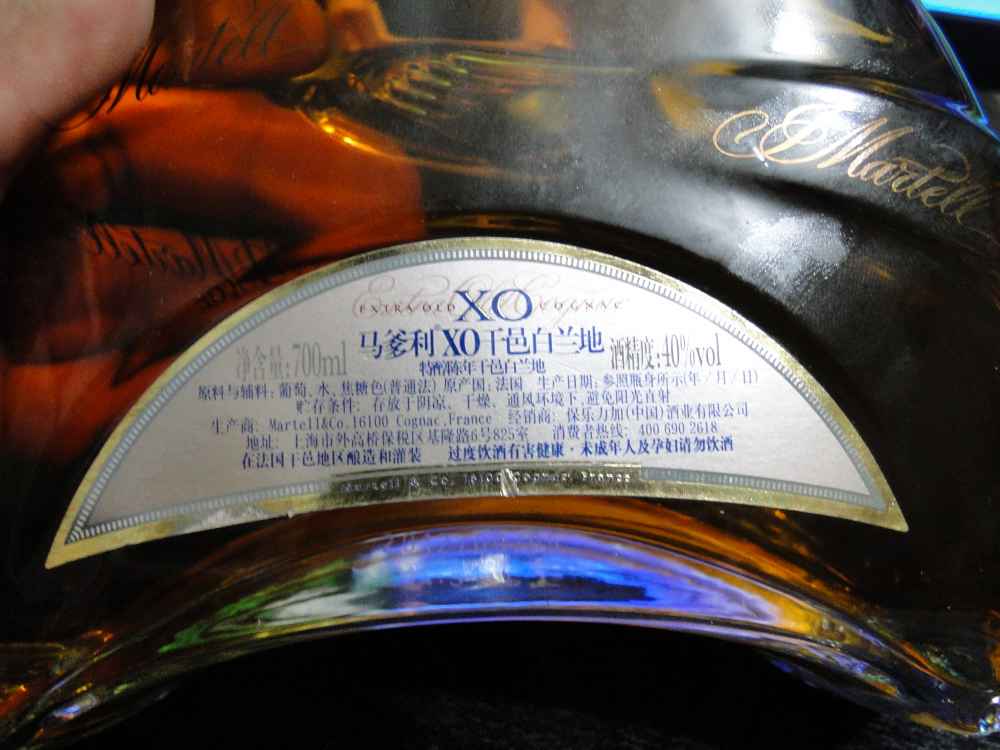 Martell
Martell
Martell
EXTRA OLD XO COGNAC
马爹利XO干邑白兰地
净含量:700ml
酒精度:40%vol
特醇陈年干邑白兰地
原料与辅料:葡萄、水、焦糖色(普通法) 原产国:法国 生产日期:参照瓶身所示(年/月/日)
贮存条件: 存放于阴凉、干燥、通风环境下,避免阳光直射
生产商: Martell&Co.16100 Cognac,France 经销商: 保乐力加(中国)酒业有限公司
地址: 上海市外高桥保税区基隆路6号825室 消费者热线: 400 690 2618
在法国干邑地区酿造和灌装 过度饮酒有害健康·未成年人及孕妇请勿饮酒
Martell & Co. 16100 Cognac France